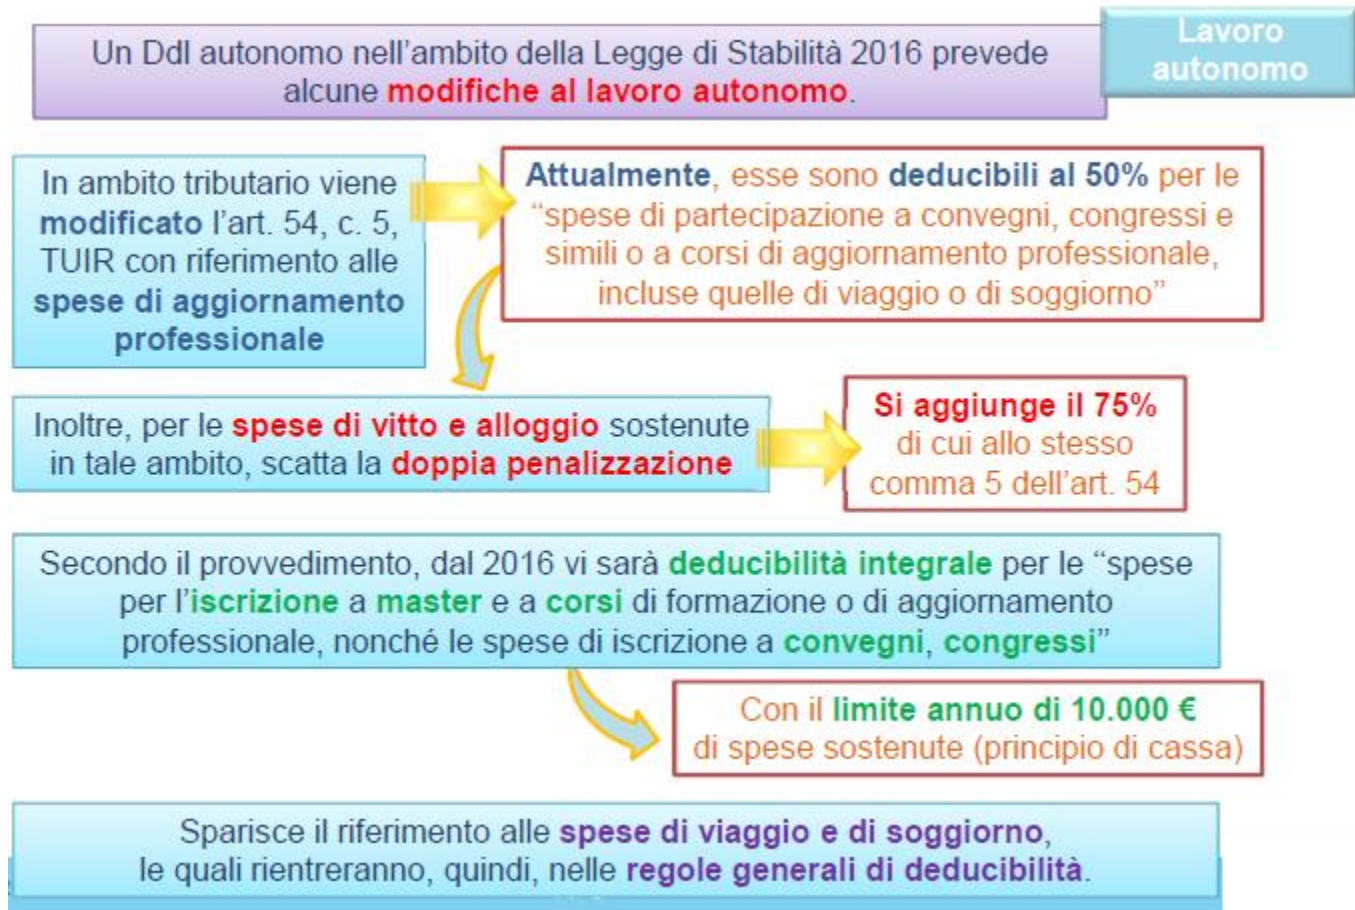 Lavoro
autonomo
Un Ddl autonomo nell’ambito della Legge di Stabilità 2016 prevede
alcune modifiche al lavoro autonomo.
In ambito tributario viene
modificato l’art. 54, c. 5,
TUIR con riferimento alle
spese di aggiornamento
professionale
Attualmente, esse sono deducibili al 50% per le
“spese di partecipazione a convegni, congressi e
simili o a corsi di aggiornamento professionale,
incluse quelle di viaggio o di soggiorno”
Inoltre, per le spese di vitto e alloggio sostenute
in tale ambito, scatta la doppia penalizzazione
Si aggiunge il 75%
di cui allo stesso
comma 5 dell’art. 54
Secondo il provvedimento, dal 2016 vi sarà deducibilità integrale per le “spese
per l’iscrizione a master e a corsi di formazione o di aggiornamento
professionale, nonché le spese di iscrizione a convegni, congressi”
Con il limite annuo di 10.000 €
di spese sostenute (principio di cassa)
Sparisce il riferimento alle spese di viaggio e di soggiorno,
le quali rientreranno, quindi, nelle regole generali di deducibilità.